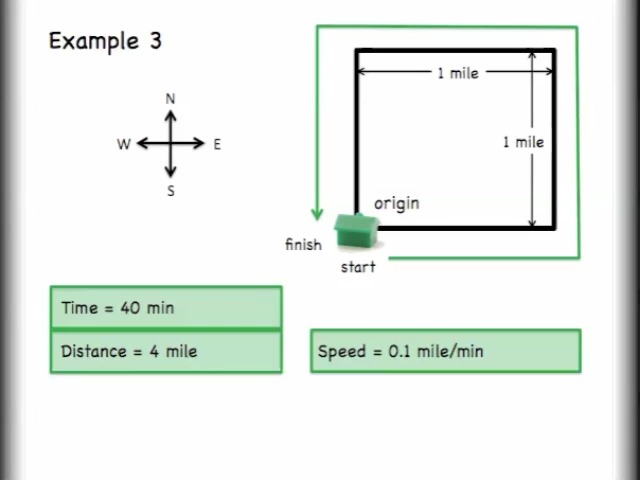 Example 3
N
W
E
S
1 mile
1 mile
origin
finish
start
Time = 40 min
Distance = 4 mile
Speed = 0.1 mile/min